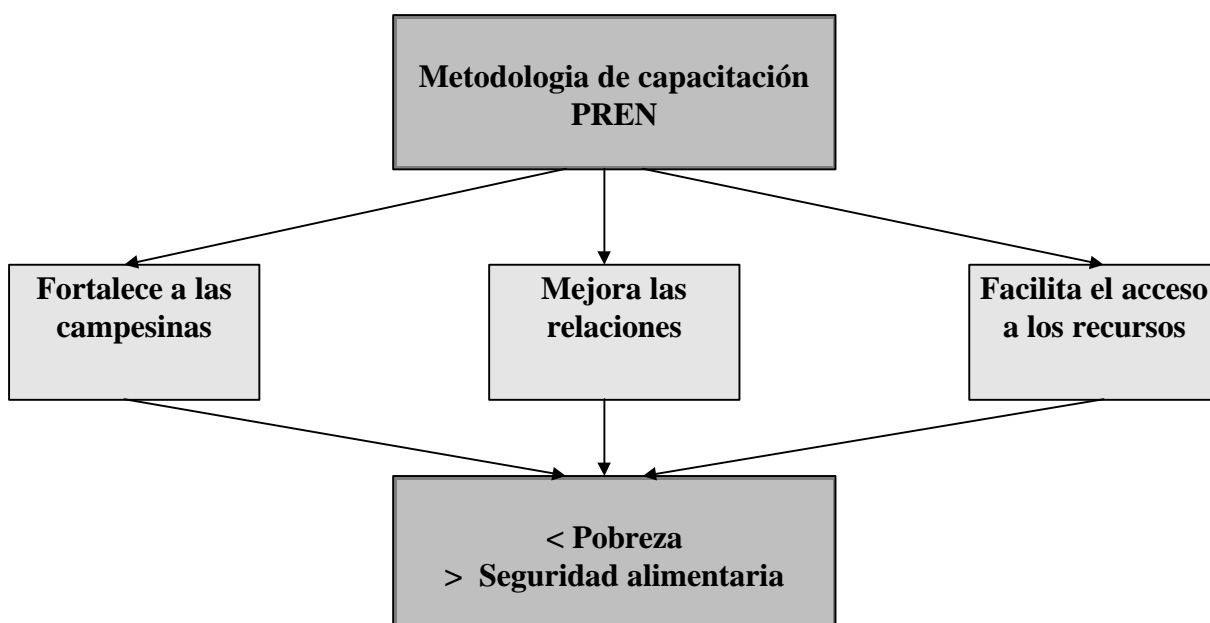 Metodologia de capacitación
PREN
Fortalece a las
campesinas
Mejora las
relaciones
Facilita el acceso
a los recursos
< Pobreza
> Seguridad alimentaria